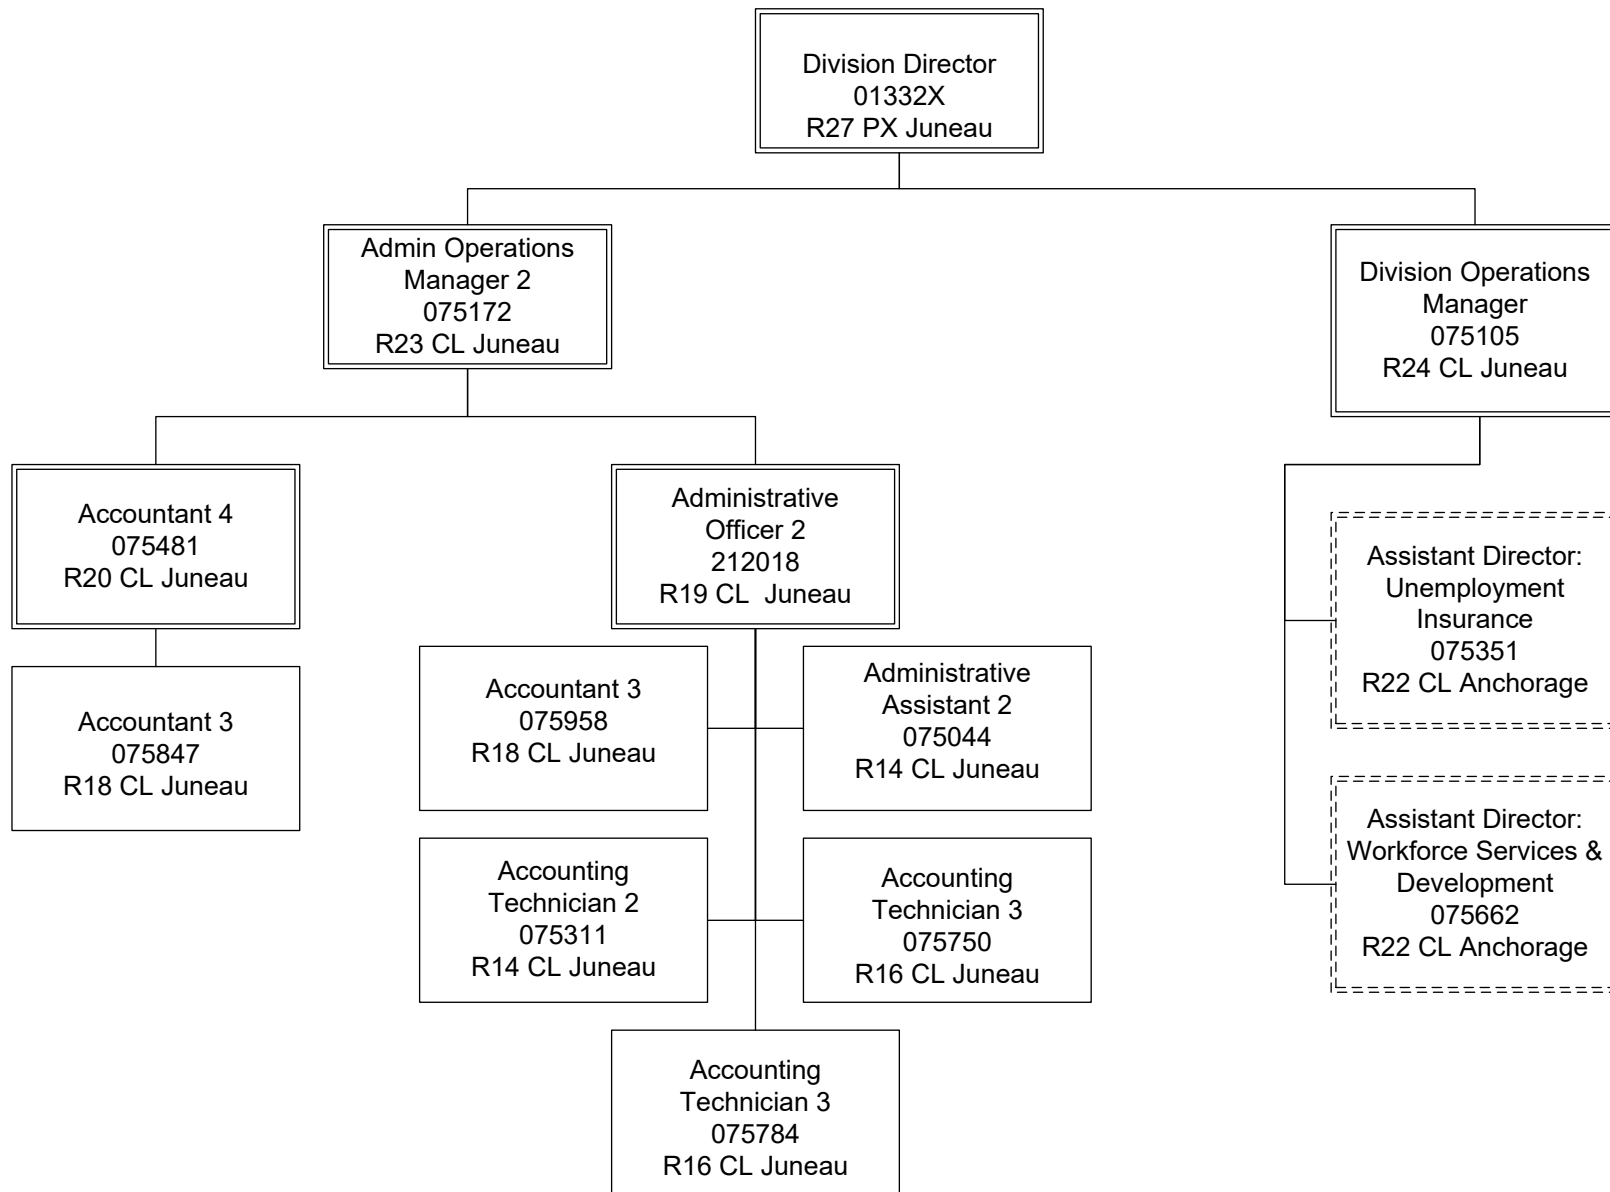 Division Director
01332X
R27 PX Juneau
Admin Operations
Manager 2
075172
R23 CL Juneau
Division Operations
Manager
075105
R24 CL Juneau
Accountant 4
075481
R20 CL Juneau
Administrative
Officer 2
212018
R19 CL  Juneau
Assistant Director:
Unemployment
Insurance
075351
R22 CL Anchorage
Accountant 3
075847
R18 CL Juneau
Accountant 3
075958
R18 CL Juneau
Administrative
Assistant 2
075044
R14 CL Juneau
Assistant Director:
Workforce Services &
Development
075662
R22 CL Anchorage
Accounting
Technician 2
075311
R14 CL Juneau
Accounting
Technician 3
075750
R16 CL Juneau
Accounting
Technician 3
075784
R16 CL Juneau